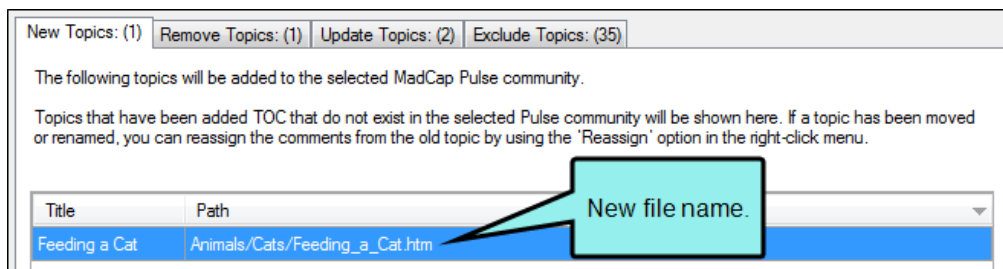 New Topics: (1) Remove Topics: (1) Update Topics: (2) Exclude Topics: (35)
The following topics will be added to the selected MadCap Pulse community.
Topics that have been added TOC that do not exist in the selected Pulse community will be shown here. If a topic has been moved
or renamed, you can reassign the comments from the old topic by using the 'Reassign' option in the right-click menu.
New file name.
Title Path
Feeding a Cat Animals/Cats/Feeding_a_Cat.htm